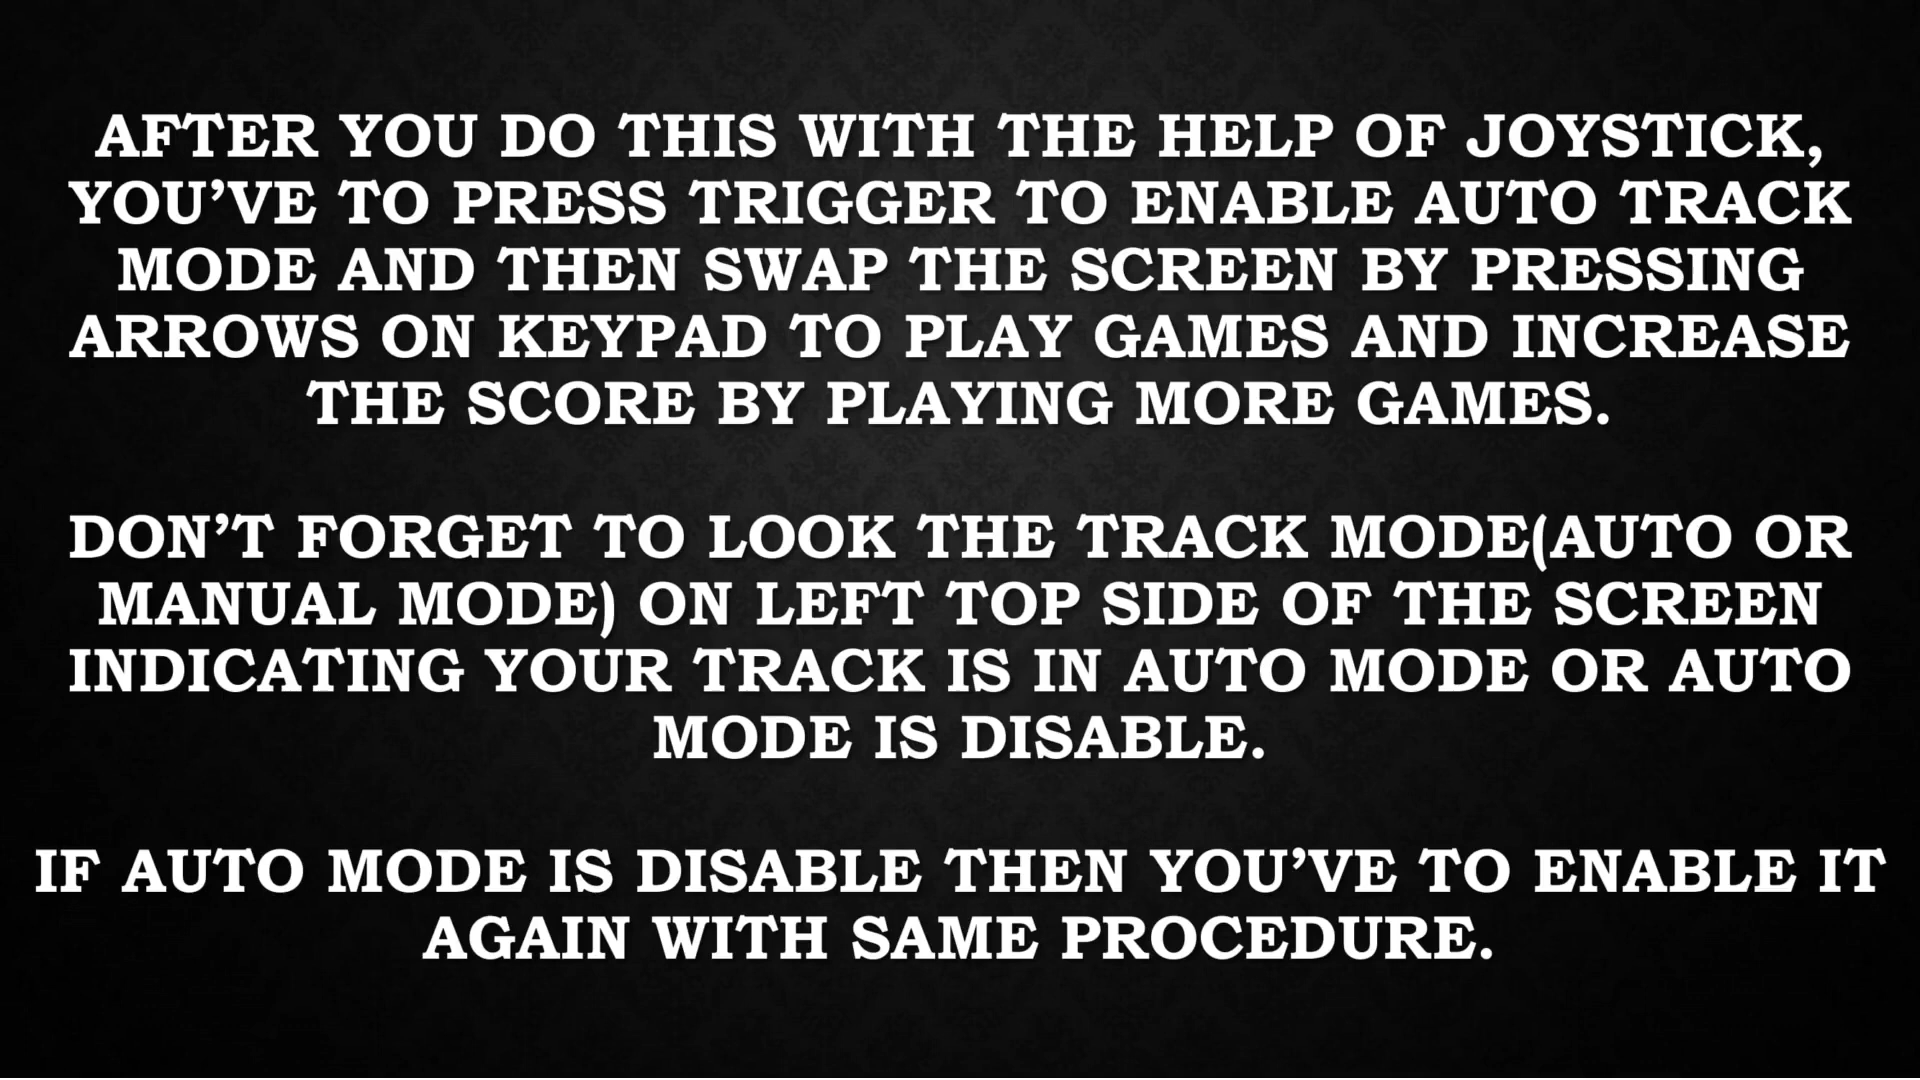 AFTER YOU DO THIS WITH THE HELP OF JOYSTICK,
YOU’VE TO PRESS TRIGGER TO ENABLE AUTO TRACK
MODE AND THEN SWAP THE SCREEN BY PRESSING
ARROWS ON KEYPAD TO PLAY GAMES AND INCREASE
THE SCORE BY PLAYING MORE GAMES.
DON’T FORGET TO LOOK THE TRACK MODE(AUTO OR
MANUAL MODE) ON LEFT TOP SIDE OF THE SCREEN
INDICATING YOUR TRACK IS IN AUTO MODE OR AUTO
MODE IS DISABLE.
IF AUTO MODE IS DISABLE THEN YOU’VE TO ENABLE IT
AGAIN WITH SAME PROCEDURE.